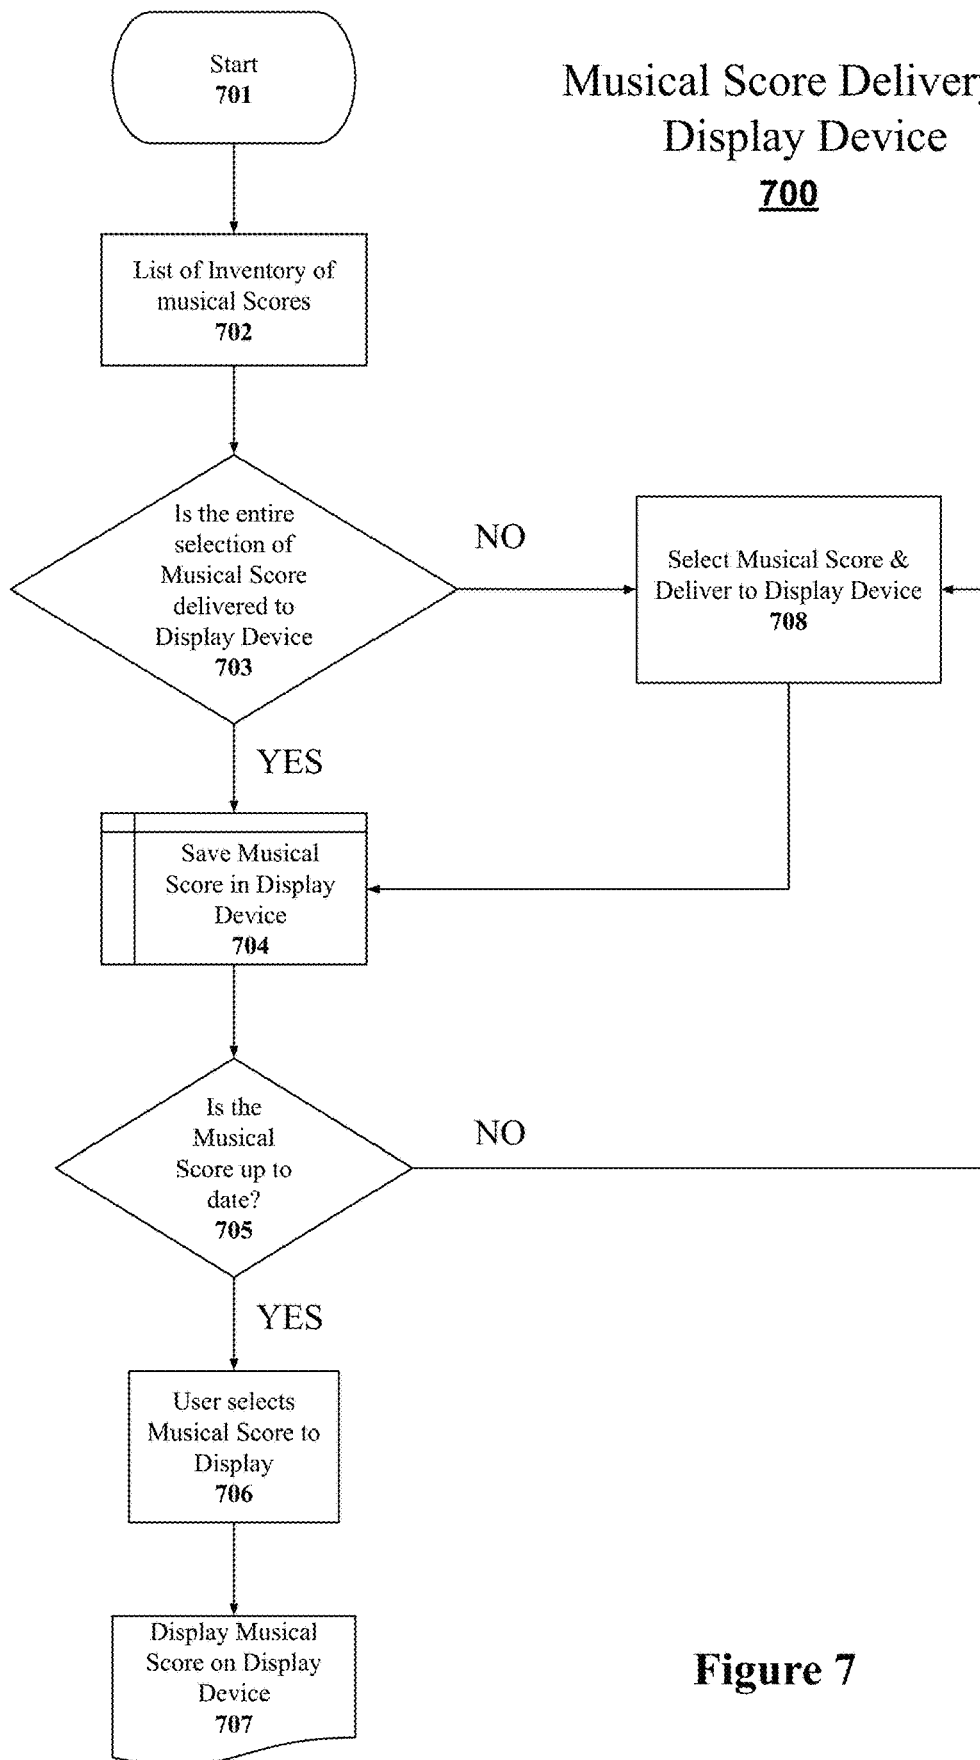 Start
701
Musical Score Delivery
Display Device
700
List of Inventory of
musical Scores
702
Is the entire
selection of
Musical Score
delivered to
Display Device
703
NO
Select Musical Score &
Deliver to Display Device
708
YES
Save Musical
Score in Display
Device
704
Is the
Musical
Score up to
date?
705
NO
YES
User selects
Musical Score to
Display
706
Display Musical
Score on Display
Device
707
Figure 7